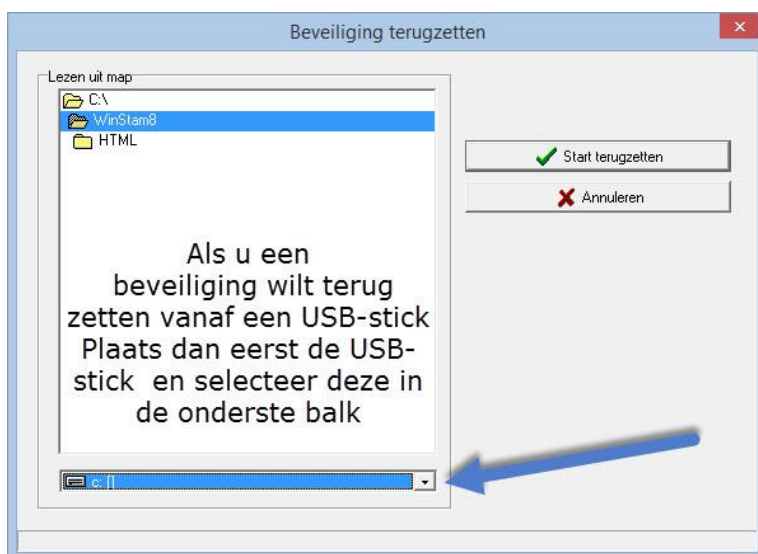 Beveiliging terugzetten
Lezen uit map
C:\
WinStam8
HTML
Start terugzetten
Annuleren
Als u een
beveiliging wilt terug
zetten vanaf een USB-stick
Plaats dan eerst de USB-
stick en selecteer deze in
de onderste balk
c: []